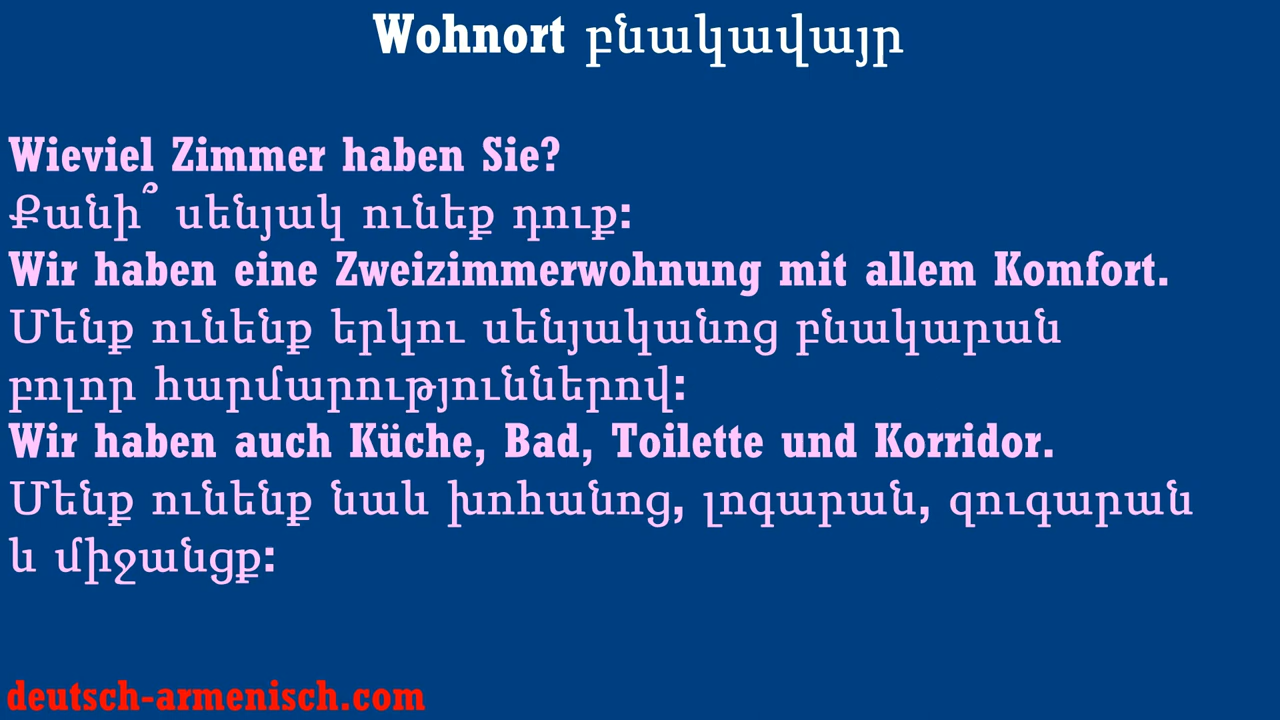 Wohnort բնակավայր
Wieviel Zimmer haben Sie?
Քանի՞ սենյակ ունեք դուք:
Wir haben eine Zweizimmerwohnung mit allem Komfort.
Մենք ունենք երկու սենյականոց բնակարան
բոլոր հարմարություններով:
Wir haben auch Küche, Bad, Toilette und Korridor.
Մենք ունենք նաև խոհանոց, լոգարան, զուգարան
և միջանցք:
deutsch-armenisch.com